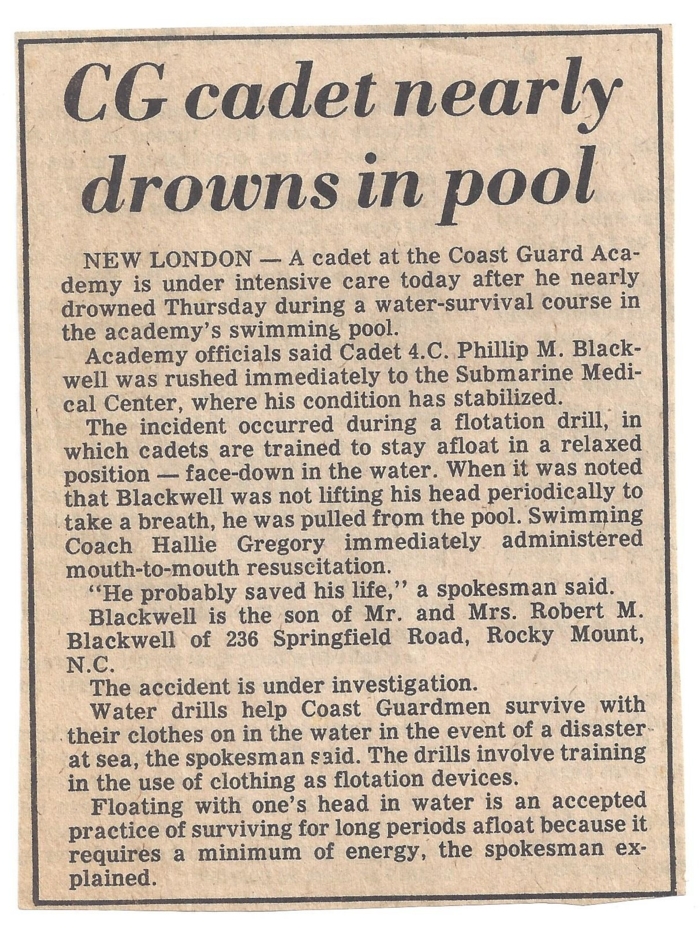 CG cadet nearly
drowns in pool
NEW LONDON — A cadet at the Coast Guard Aca-
demy is under intensive care today after he nearly
drowned Thursday during a water-survival course in
the academy's swimming pool.
Academy officials said Cadet 4.C. Phillip M. Black-
well was rushed immediately to the Submarine Medi-
cal Center, where his condition has stabilized.
The incident occurred during a flotation drill, in
which cadets are trained to stay afloat in a relaxed
position — face-down in the water. When it was noted
that Blackwell was not lifting his head periodically to
take a breath, he was pulled from the pool. Swimming
Coach Hallie Gregory immediately administered
mouth-to-mouth resuscitation.
"He probably saved his life," a spokesman said.
Blackwell is the son of Mr. and Mrs. Robert M.
Blackwell of 236 Springfield Road, Rocky Mount,
N.C.
The accident is under investigation.
Water drills help Coast Guardmen survive with
their clothes on in the water in the event of a disaster
at sea, the spokesman said. The drills involve training
in the use of clothing as flotation devices.
Floating with one's head in water is an accepted
practice of surviving for long periods afloat because it
requires a minimum of energy, the spokesman ex-
plained.